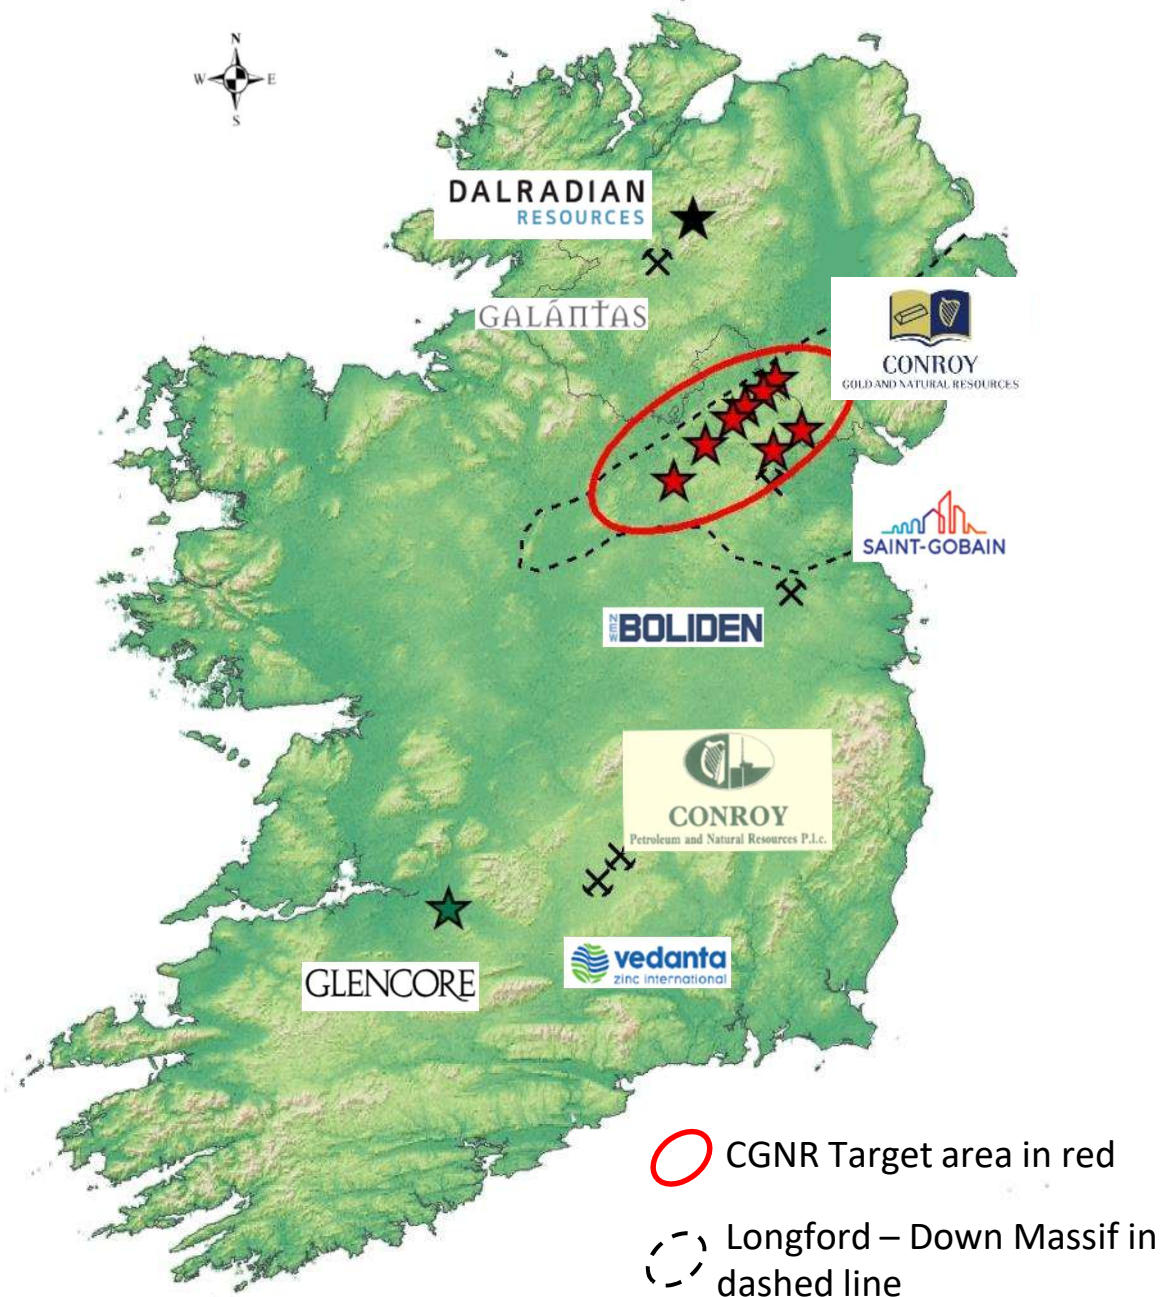 N
W E
S
DALRADIAN
RESOURCES
GALÁNTAS
CONROY
GOLD AND NATURAL RESOURCES
SAINT-GOBAIN
NEW BOLIDEN
CONROY
Petroleum and Natural Resources P.l.c.
vedanta
zinc international
GLENCORE
CGNR Target area in red
Longford – Down Massif in
dashed line